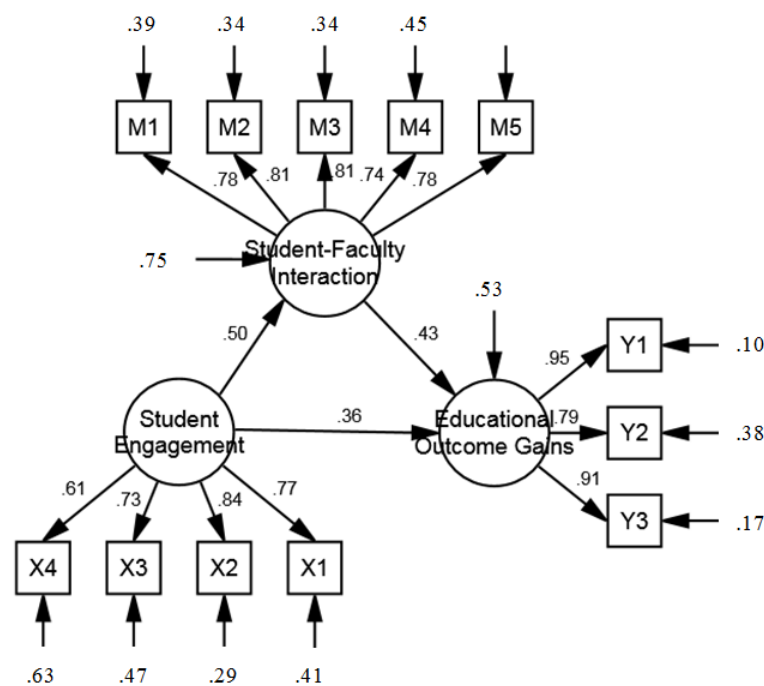 .39 .34 .34 .45
M1 M2 M3 M4 M5
.78 .81 .81 .74 .78
Student-Faculty
Interaction
.75
.53
.50 .43
Y1 .10
.95
Student
Engagement
.36
Educational
Outcome Gains
.79 Y2 .38
.91
Y3 .17
.61 .73 .84 .77
X4 X3 X2 X1
.63 .47 .29 .41